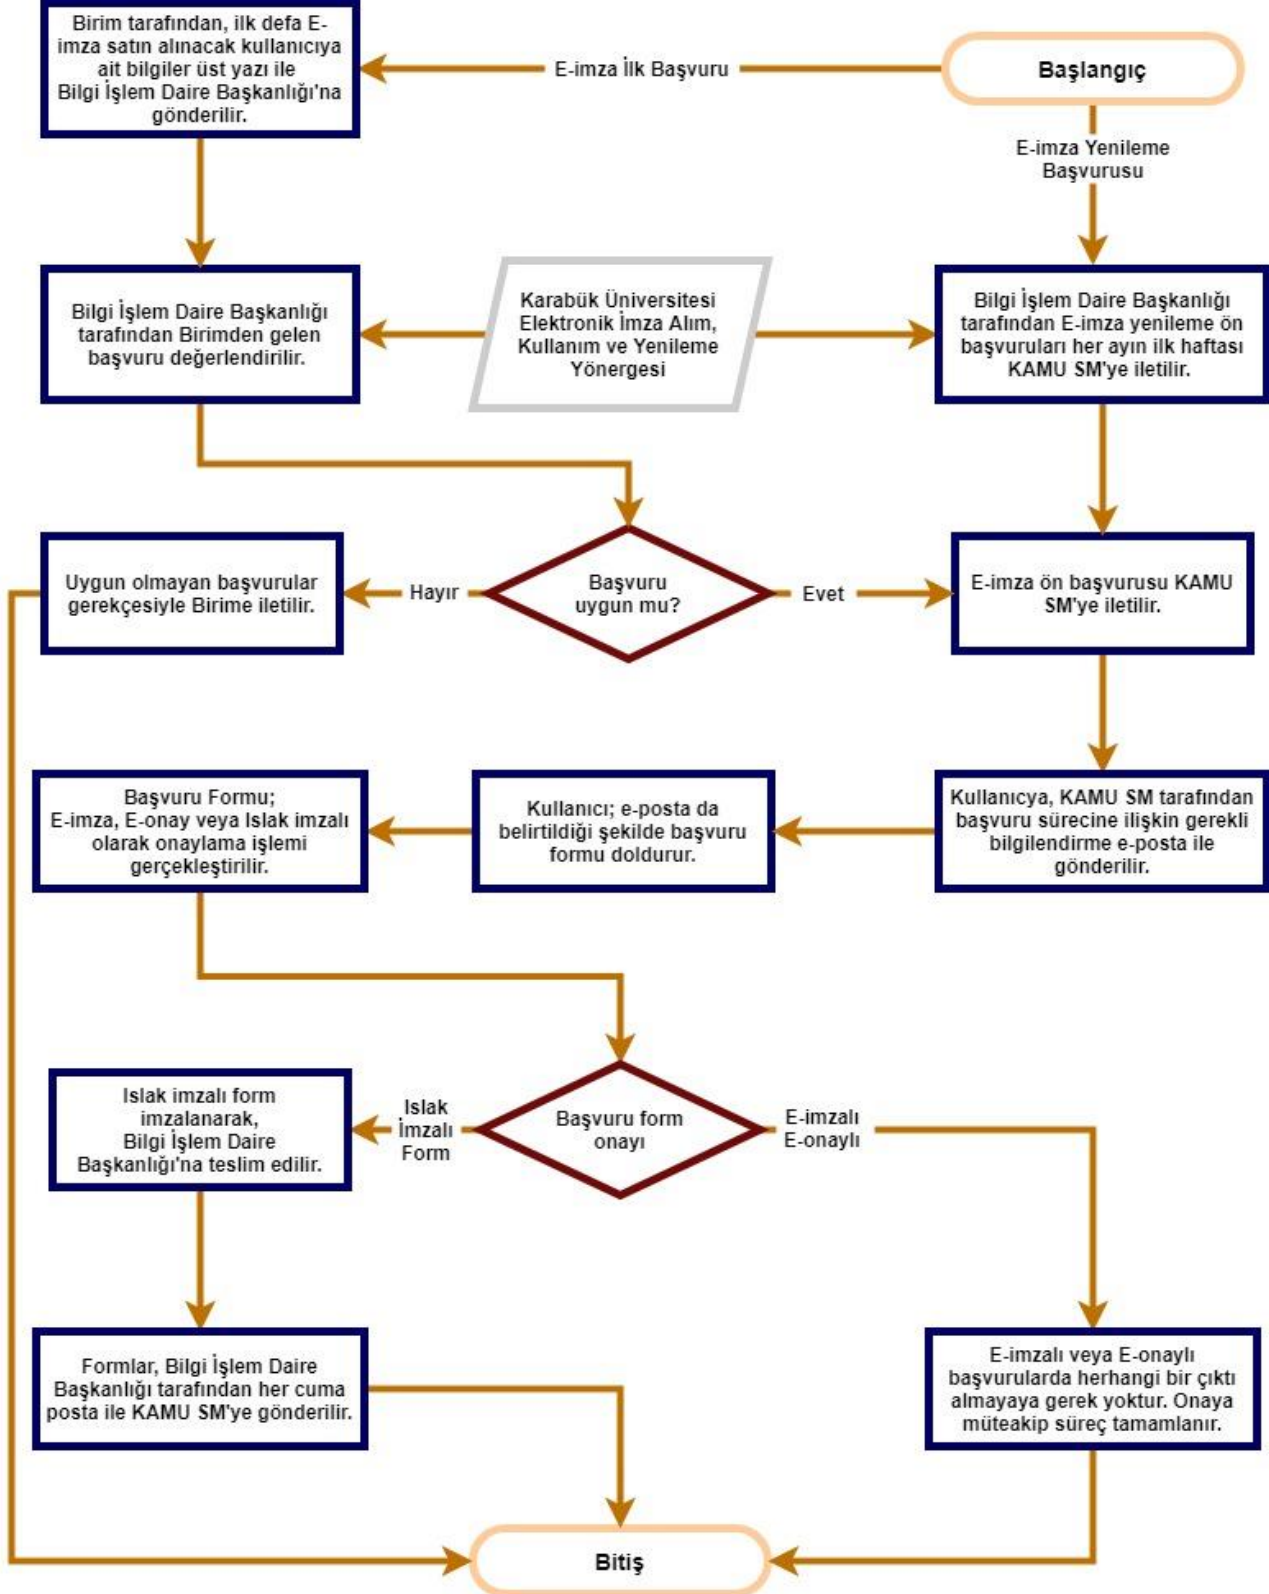 Birim tarafından, ilk defa E-
imza satın alınacak kullanıcıya
ait bilgiler üst yazı ile
Bilgi İşlem Daire Başkanlığı'na
gönderilir.
E-imza İlk Başvuru
Başlangıç
E-imza Yenileme
Başvurusu
Bilgi İşlem Daire Başkanlığı
tarafından Birimden gelen
başvuru değerlendirilir.
Karabük Üniversitesi
Elektronik İmza Alım,
Kullanım ve Yenileme
Yönergesi
Bilgi İşlem Daire Başkanlığı
tarafından E-imza yenileme ön
başvuruları her ayın ilk haftası
KAMU SM'ye iletilir.
Uygun olmayan başvurular
gerekçesiyle Birime iletilir.
Hayır
Başvuru
uygun mu?
Evet
E-imza ön başvurusu KAMU
SM'ye iletilir.
Başvuru Formu;
E-imza, E-onay veya Islak imzalı
olarak onaylama işlemi
gerçekleştirilir.
Kullanıcı; e-posta da
belirtildiği şekilde başvuru
formu doldurur.
Kullanıcya, KAMU SM tarafından
başvuru sürecine ilişkin gerekli
bilgilendirme e-posta ile
gönderilir.
Islak imzalı form
imzalanarak,
Bilgi İşlem Daire
Başkanlığı'na teslim edilir.
Islak
İmzalı
Form
Başvuru form
onayı
E-imzalı
E-onaylı
Formlar, Bilgi İşlem Daire
Başkanlığı tarafından her cuma
posta ile KAMU SM'ye gönderilir.
E-imzalı veya E-onaylı
başvurularda herhangi bir çıktı
almayaya gerek yoktur. Onaya
müteakip süreç tamamlanır.
Bitiş